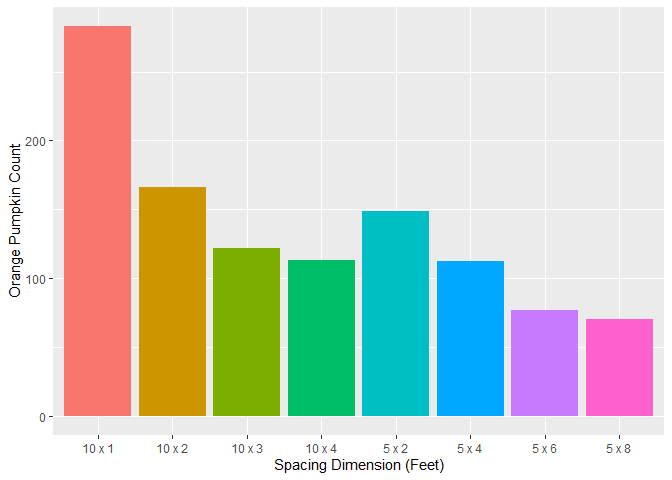 Orange Pumpkin Count
200
100
0
10 x 1 10 x 2 10 x 3 10 x 4 5 x 2 5 x 4 5 x 6 5 x 8
Spacing Dimension (Feet)